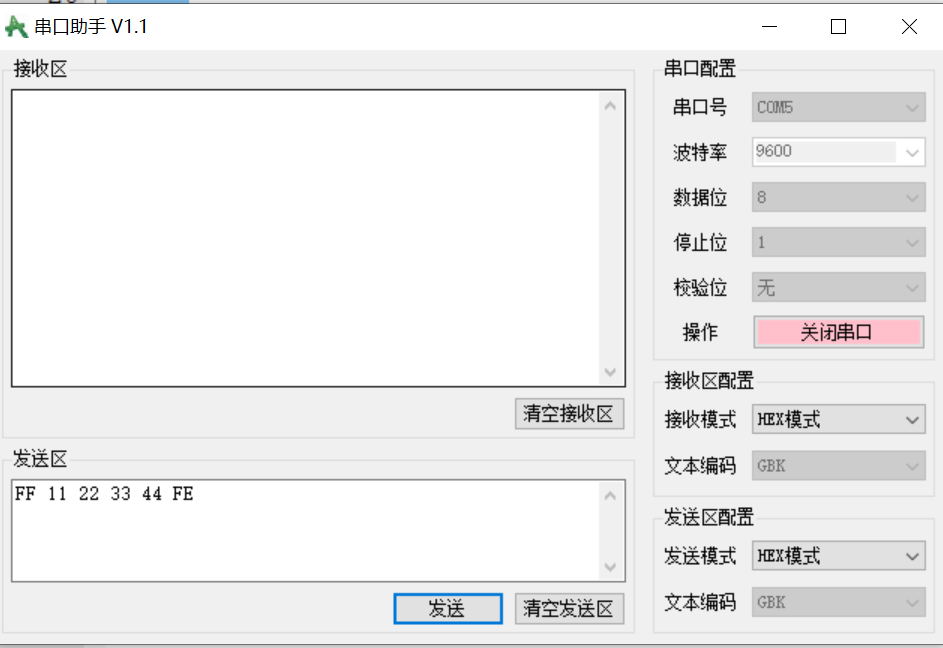 串口助手 V1.1
接收区
清空接收区
发送区
FF 11 22 33 44 FE
发送 清空发送区
串口配置
串口号 COM5
波特率 9600
数据位 8
停止位 1
校验位 无
操作 关闭串口
接收区配置
接收模式 HEX模式
文本编码 GBK
发送区配置
发送模式 HEX模式
文本编码 GBK